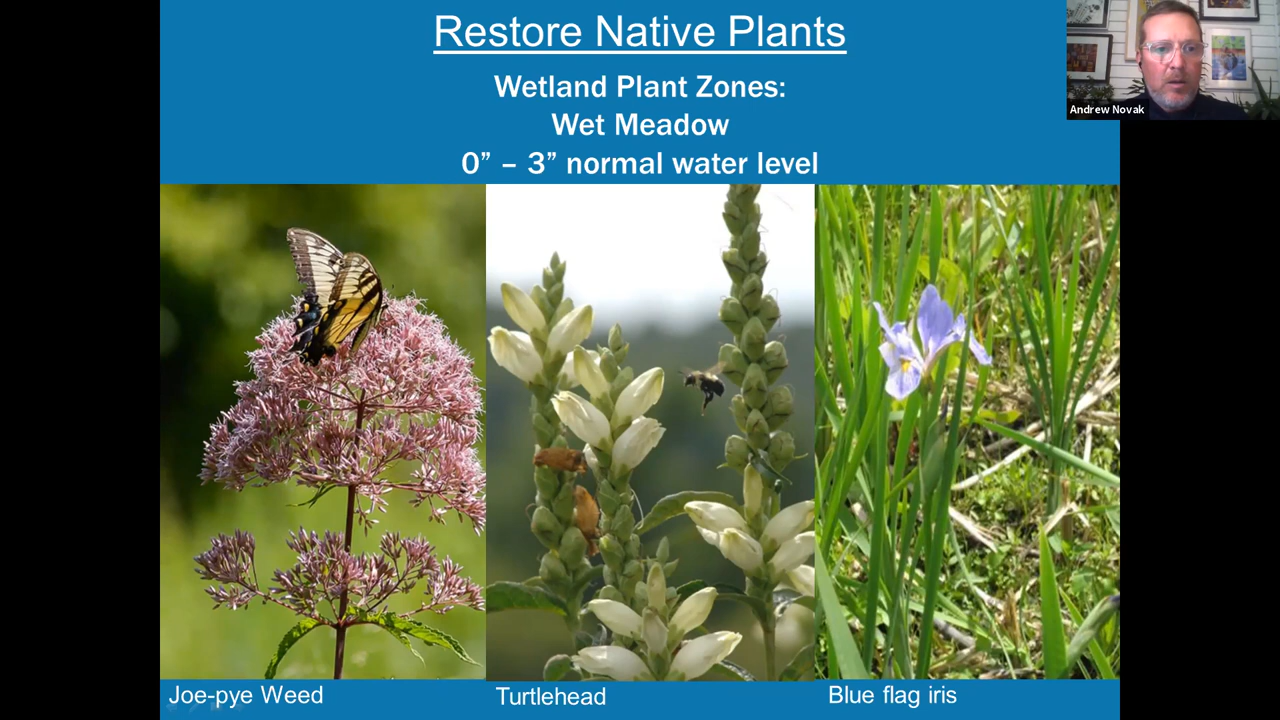 Restore Native Plants
Wetland Plant Zones:
Wet Meadow
0” – 3” normal water level
Andrew Novak
Joe-pye Weed
Turtlehead
Blue flag iris